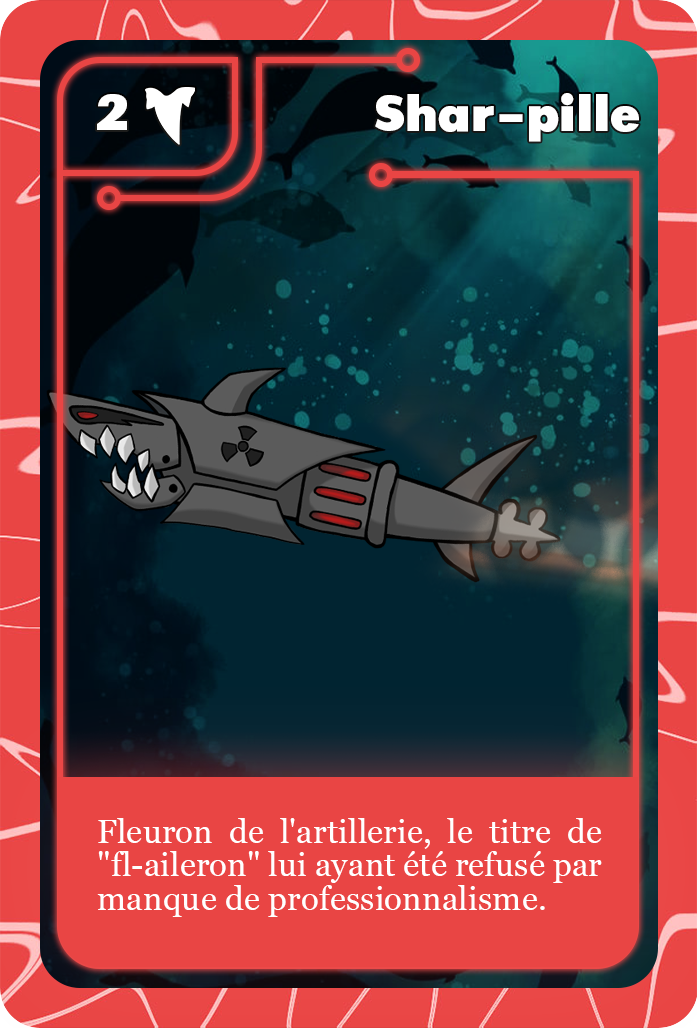 2
Shar-pille
Fleuron de l'artillerie, le titre de
"fl-aileron" lui ayant été refusé par
manque de professionnalisme.